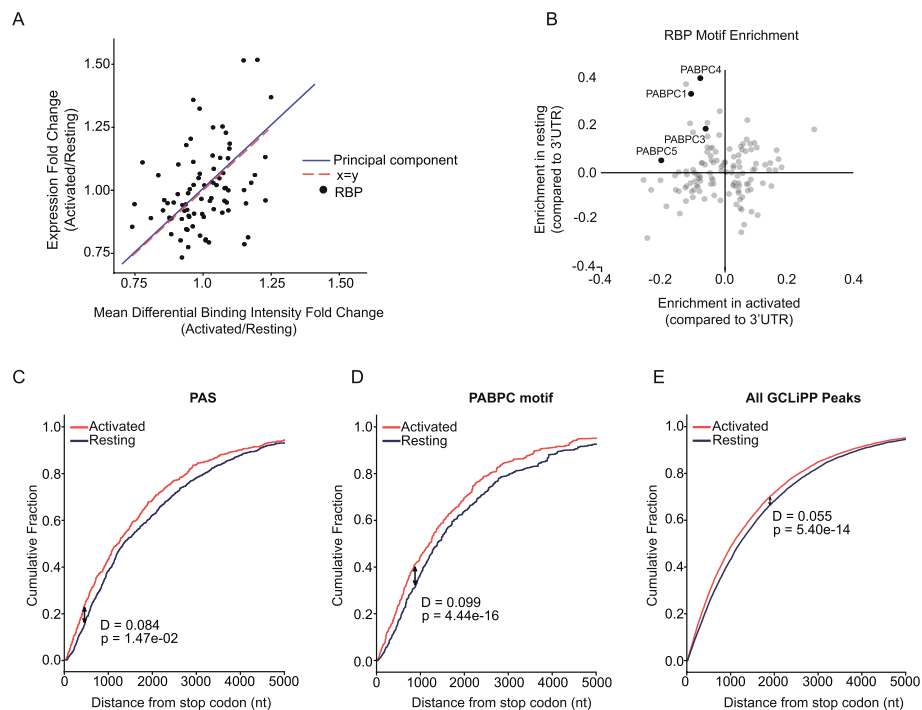 A
Expression Fold Change
(Activated/Resting)
1.50
1.25
1.00
0.75
0.75
1.0
1.25
1.50
Mean Differential Binding Intensity Fold Change
(Activated/Resting)
Principal component
x=y
RBP
B
RBP Motif Enrichment
Enrichment in resting
(compared to 3'UTR)
0.4
0.2
0.0
-0.2
-0.4
PABPC4
PABPC1
PABPC3
PABPC5
-0.4
-0.2
0.0
0.2
0.4
Enrichment in activated
(compared to 3'UTR)
C
PAS
Cumulative Fraction
1.0
0.8
0.6
0.4
0.2
0.0
Activated
Resting
D = 0.084
p = 1.47e-02
0
1000
2000
3000
4000
5000
Distance from stop codon (nt)
D
PABPC motif
Cumulative Fraction
1.0
0.8
0.6
0.4
0.2
0.0
Activated
Resting
D = 0.099
p = 4.44e-16
0
1000
2000
3000
4000
5000
Distance from stop codon (nt)
E
All GCLiPP Peaks
Cumulative Fraction
1.0
0.8
0.6
0.4
0.2
0.0
Activated
Resting
D = 0.055
p = 5.40e-14
0
1000
2000
3000
4000
5000
Distance from stop codon (nt)